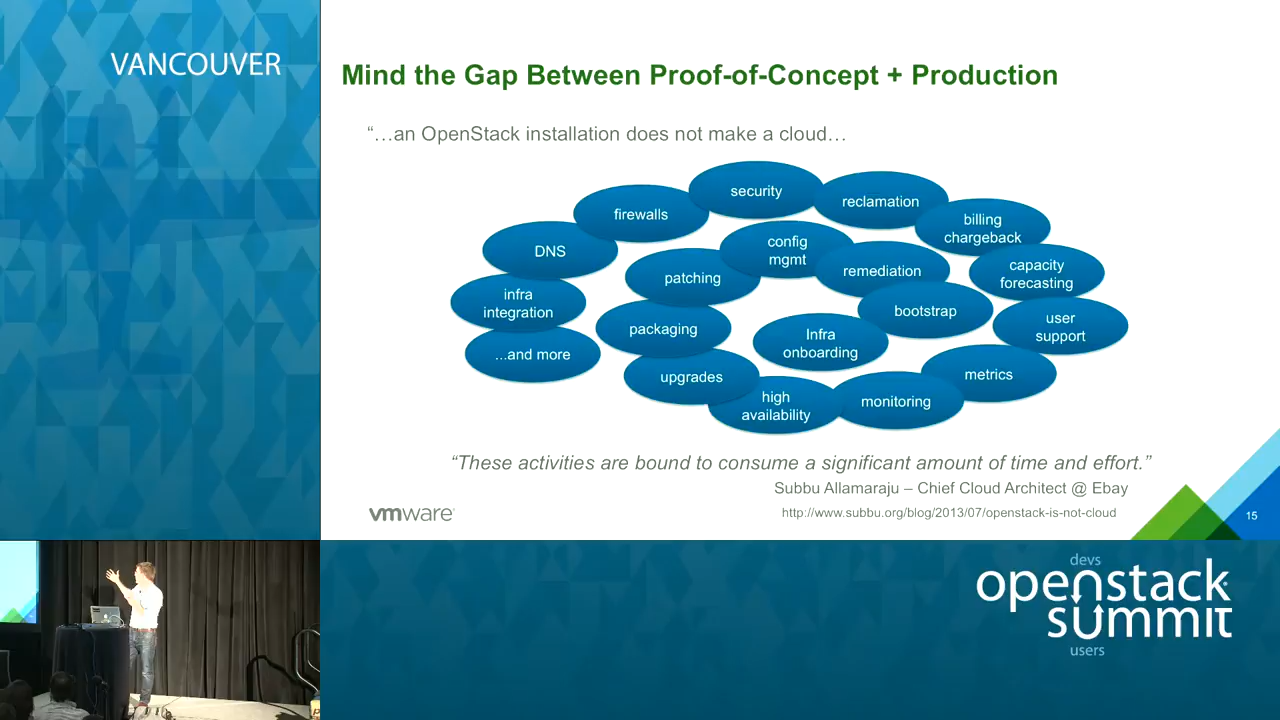 VANCOUVER
Mind the Gap Between Proof-of-Concept + Production
“…an OpenStack installation does not make a cloud…
security
reclamation
firewalls
billing
chargeback
DNS
config
mgmt
patching
remediation
capacity
forecasting
infra
integration
bootstrap
packaging
Infra
onboarding
user
support
...and more
upgrades
metrics
high
availability
monitoring
“These activities are bound to consume a significant amount of time and effort.”
Subbu Allamaraju – Chief Cloud Architect @ Ebay
http://www.subbu.org/blog/2013/07/openstack-is-not-cloud
vmware
15
devs
openstack
summit
users